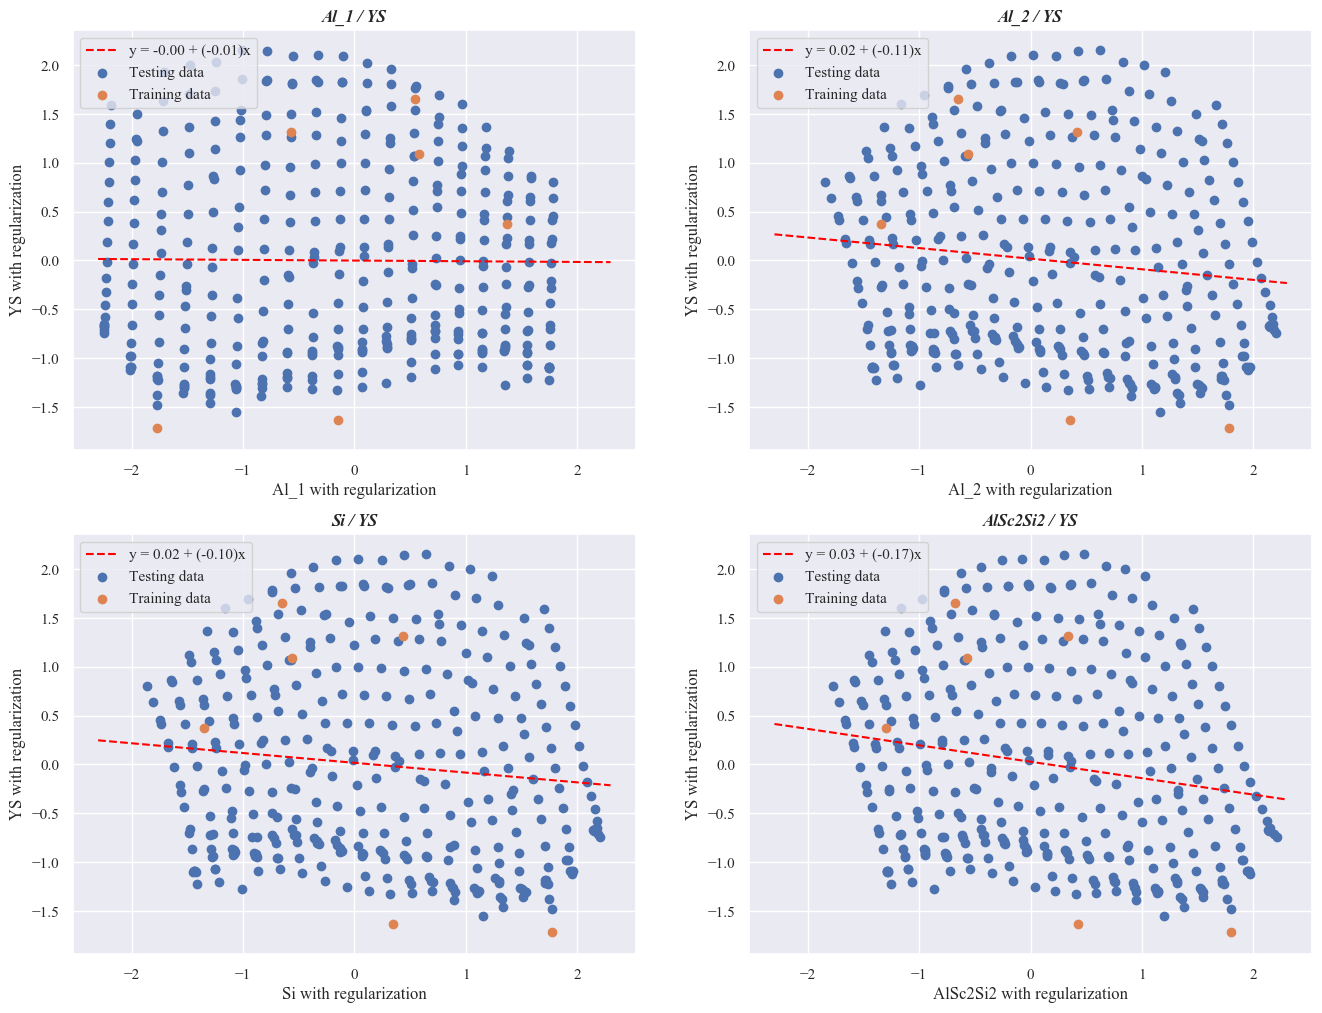 Al_1 / YS
y = -0.00 + (-0.01)x
Testing data
Training data
2.0
1.5
1.0
0.5
0.0
−0.5
−1.0
−1.5
YS with regularization
−2
−1
0
1
2
Al_1 with regularization
Al_2 / YS
y = 0.02 + (-0.11)x
Testing data
Training data
2.0
1.5
1.0
0.5
0.0
−0.5
−1.0
−1.5
YS with regularization
−2
−1
0
1
2
Al_2 with regularization
Si / YS
y = 0.02 + (-0.10)x
Testing data
Training data
2.0
1.5
1.0
0.5
0.0
−0.5
−1.0
−1.5
YS with regularization
−2
−1
0
1
2
Si with regularization
AlSc2Si2 / YS
y = 0.03 + (-0.17)x
Testing data
Training data
2.0
1.5
1.0
0.5
0.0
−0.5
−1.0
−1.5
YS with regularization
−2
−1
0
1
2
AlSc2Si2 with regularization